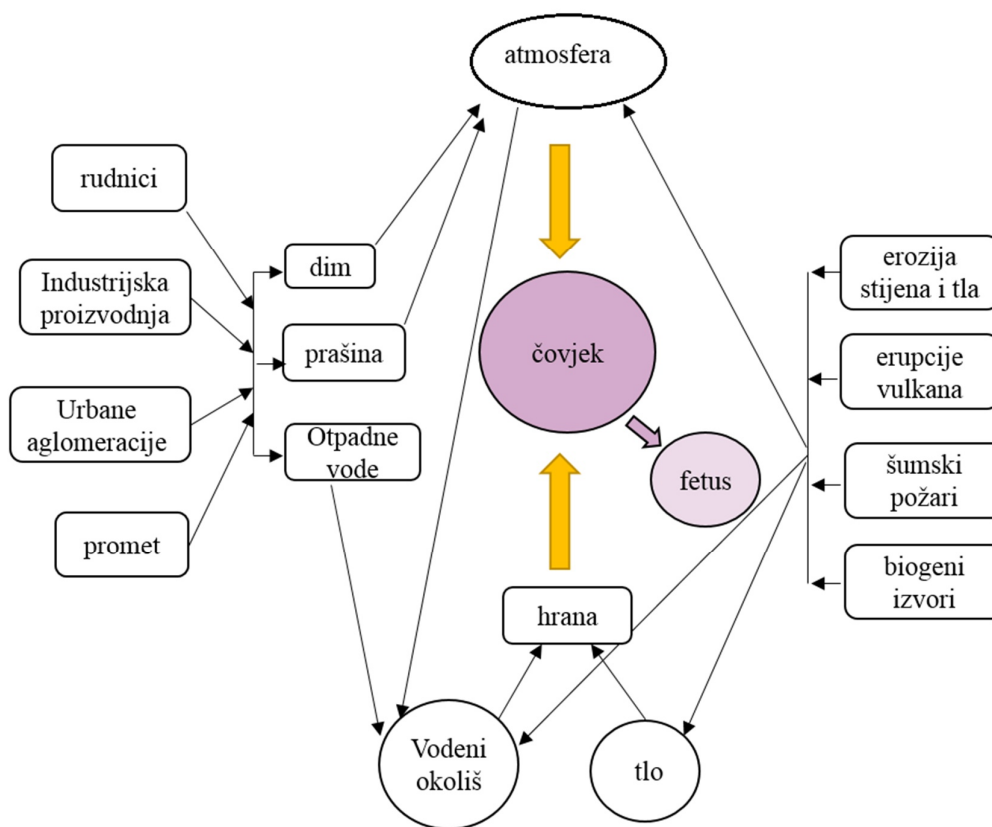 atmosfera
rudnici
Industrijska
proizvodnja
Urbane
aglomeracije
promet
dim
prašina
Otpadne
vode
čovjek
fetus
hrana
Vodeni
okoliš
tlo
erozija
stijena i tla
erupcije
vulkana
šumski
požari
biogeni
izvori